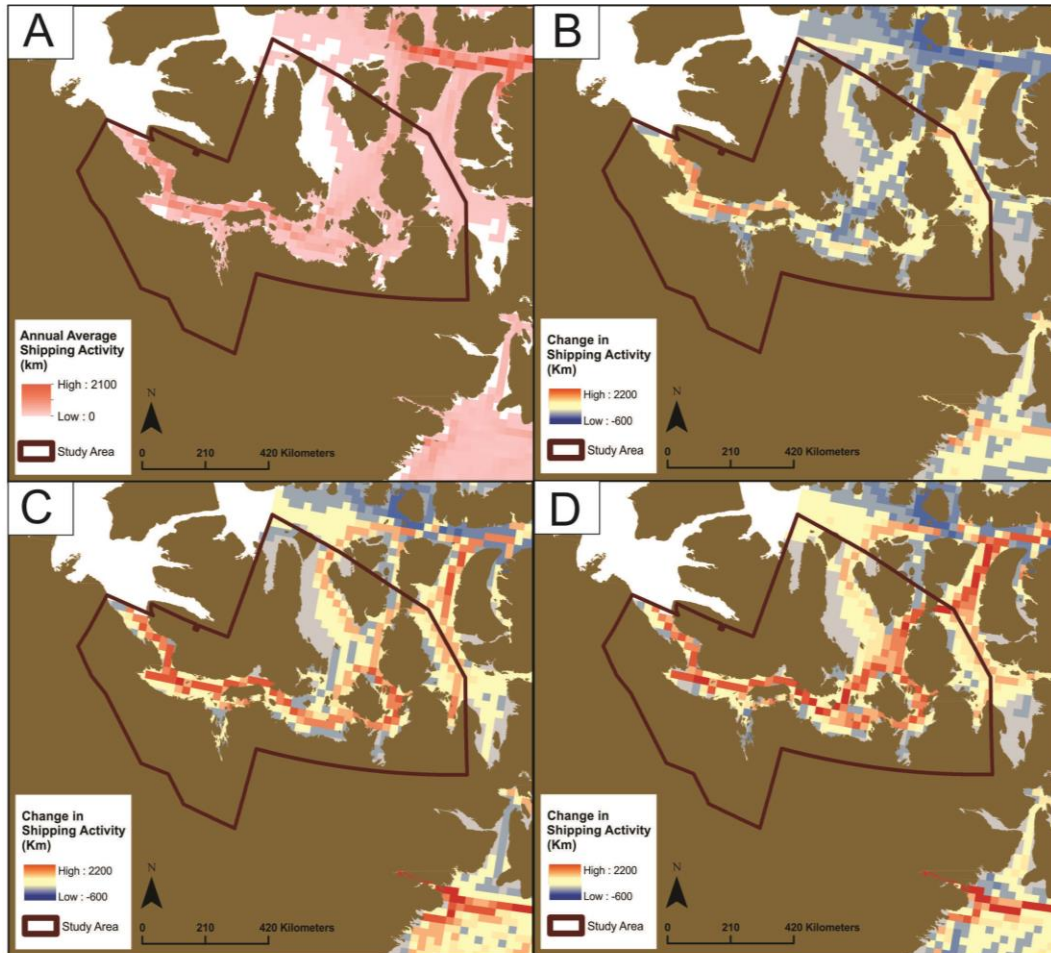 A
Annual Average
Shipping Activity
(km)
High : 2100
Low : 0
Study Area
N
0 210 420 Kilometers
B
Change in
Shipping Activity
(Km)
High : 2200
Low : -600
Study Area
N
0 210 420 Kilometers
C
Change in
Shipping Activity
(Km)
High : 2200
Low : -600
Study Area
N
0 210 420 Kilometers
D
Change in
Shipping Activity
(Km)
High : 2200
Low : -600
Study Area
N
0 210 420 Kilometers